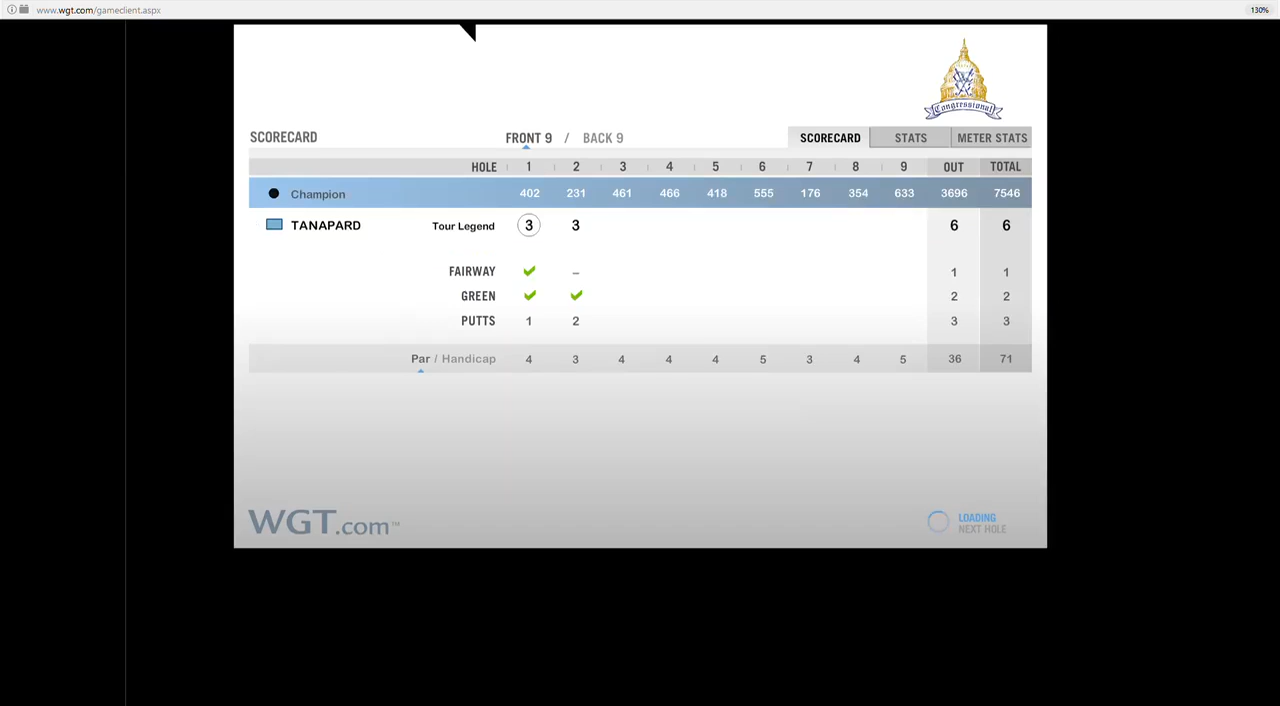 www.wgt.com/gameclient.aspx 130%
Congressional
SCORECARD FRONT 9 / BACK 9 SCORECARD STATS METER STATS
HOLE 1 2 3 4 5 6 7 8 9 OUT TOTAL
Champion 402 231 461 466 418 555 176 354 633 3696 7546
TANAPARD Tour Legend 3 3 6 6
FAIRWAY – 1 1
GREEN 2 2
PUTTS 1 2 3 3
Par / Handicap 4 3 4 4 4 5 3 4 5 36 71
WGT.com™
LOADING
NEXT HOLE